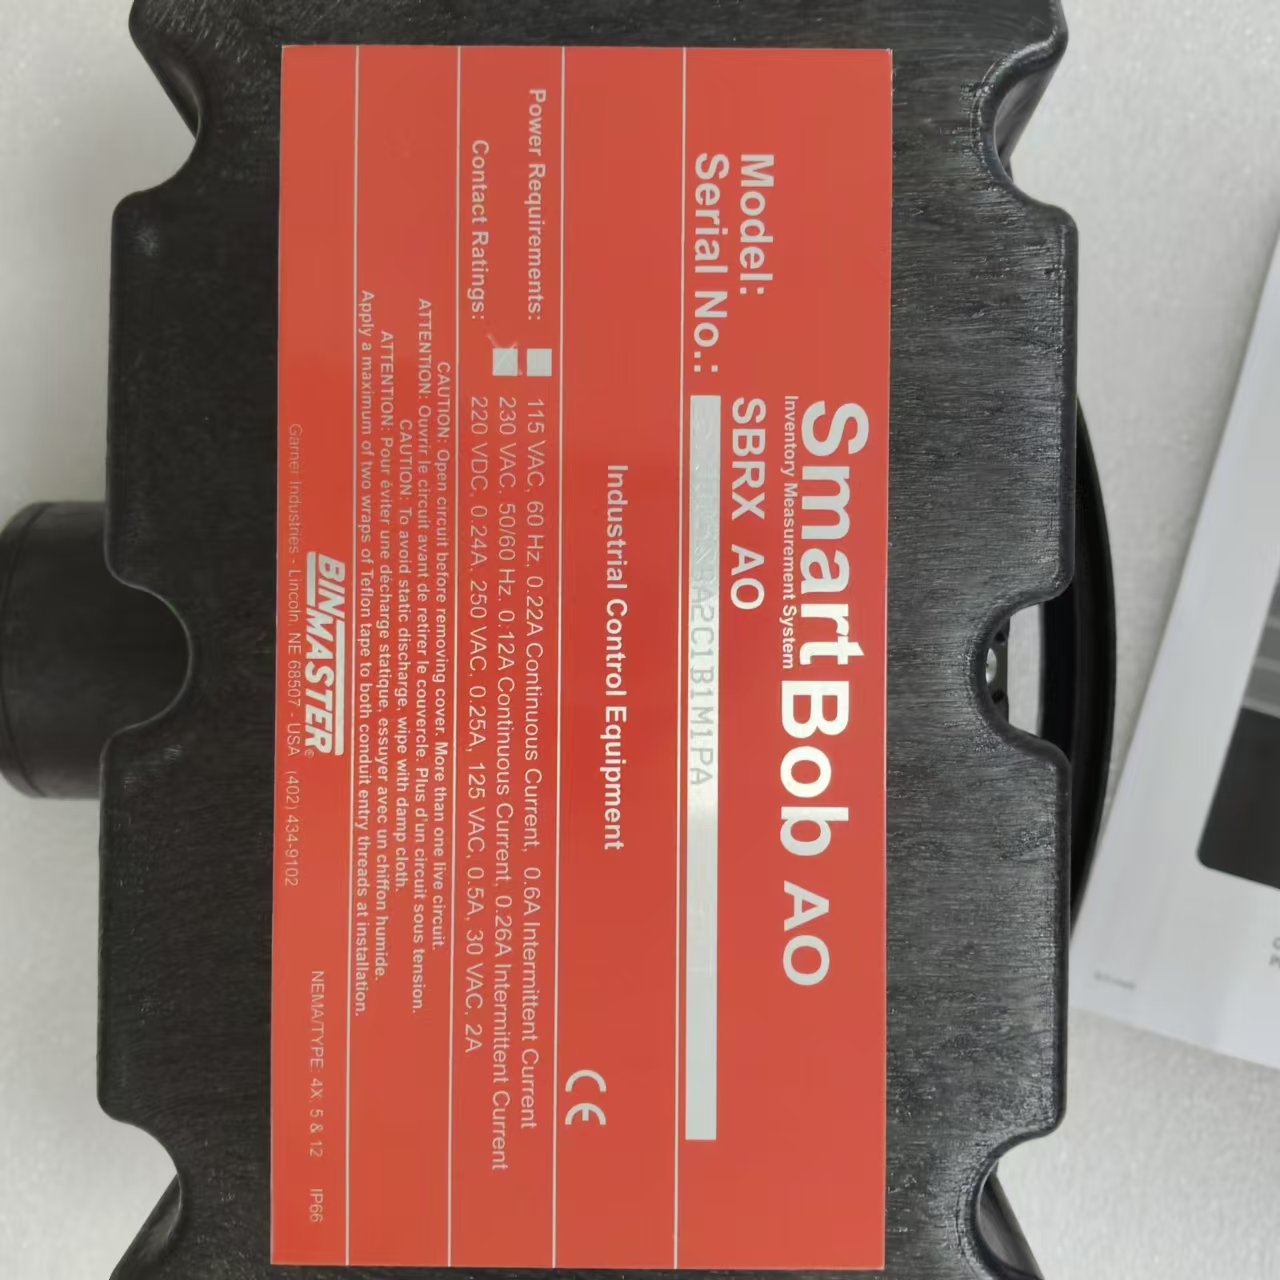 SmartBob AO
Inventory Measurement System
Model: SBRX AO
Serial No.: A2C1B1M1PA
Industrial Control Equipment
CE
Power Requirements: 115 VAC, 60 Hz, 0.22A Continuous Current, 0.6A Intermittent Current
230 VAC, 50/60 Hz, 0.12A Continuous Current, 0.26A Intermittent Current
Contact Ratings: 220 VDC, 0.24A, 250 VAC, 0.25A, 125 VAC, 0.5A, 30 VAC, 2A
CAUTION: Open circuit before removing cover. More than one live circuit.
ATTENTION: Ouvrir le circuit avant de retirer le couvercle. Plus d'un circuit sous tension.
CAUTION: To avoid static discharge, wipe with damp cloth.
ATTENTION: Pour éviter une décharge statique, essuyer avec un chiffon humide.
Apply a maximum of two wraps of Teflon tape to both conduit entry threads at installation.
BINMASTER®
NEMA/TYPE: 4X, 5 & 12 IP66
Garner Industries - Lincoln, NE 68507 - USA (402) 434-9102